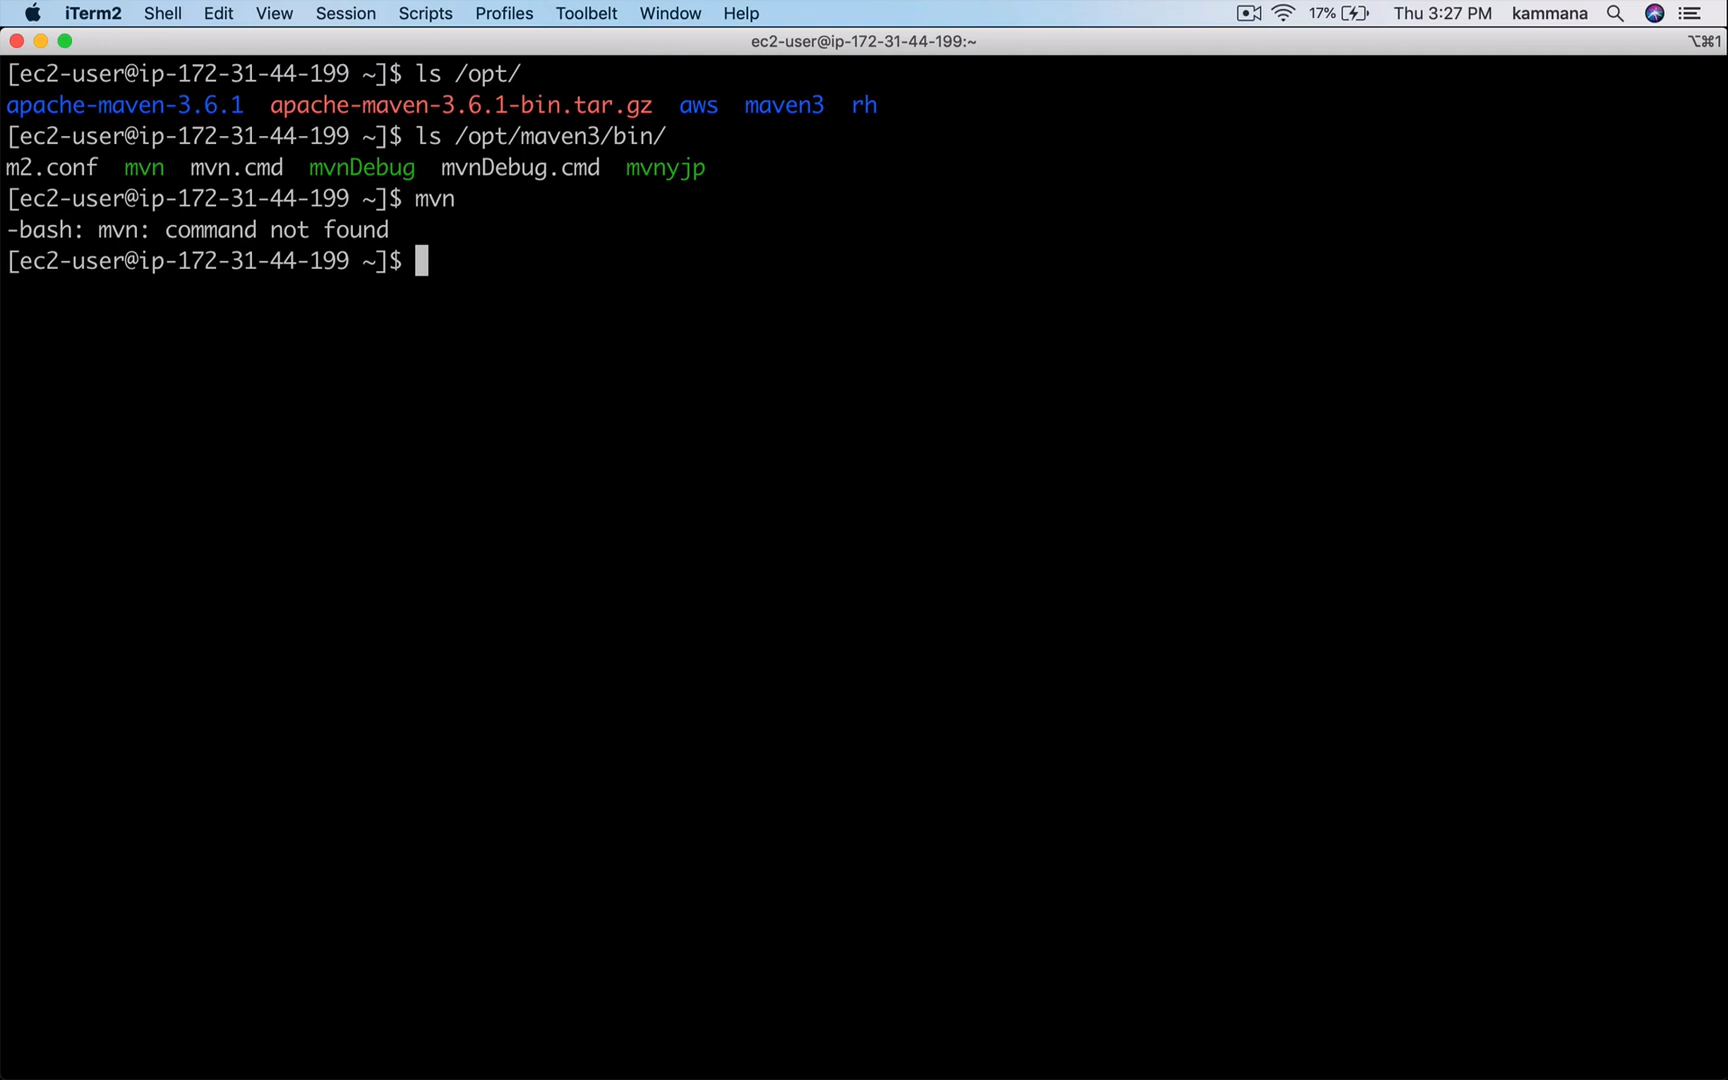 iTerm2 Shell Edit View Session Scripts Profiles Toolbelt Window Help 17% Thu 3:27 PM kammana
ec2-user@ip-172-31-44-199:~ ⌥⌘1
[ec2-user@ip-172-31-44-199 ~]$ ls /opt/
apache-maven-3.6.1 apache-maven-3.6.1-bin.tar.gz aws maven3 rh
[ec2-user@ip-172-31-44-199 ~]$ ls /opt/maven3/bin/
m2.conf mvn mvn.cmd mvnDebug mvnDebug.cmd mvnyjp
[ec2-user@ip-172-31-44-199 ~]$ mvn
-bash: mvn: command not found
[ec2-user@ip-172-31-44-199 ~]$